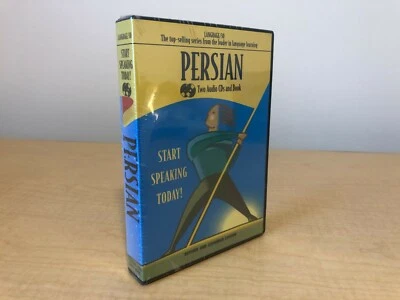 LANGUAGE/30
The top-selling series from the leader in language learning
PERSIAN
Two Audio CDs and Book
START
SPEAKING
TODAY!
START
SPEAKING
TODAY!
PERSIAN